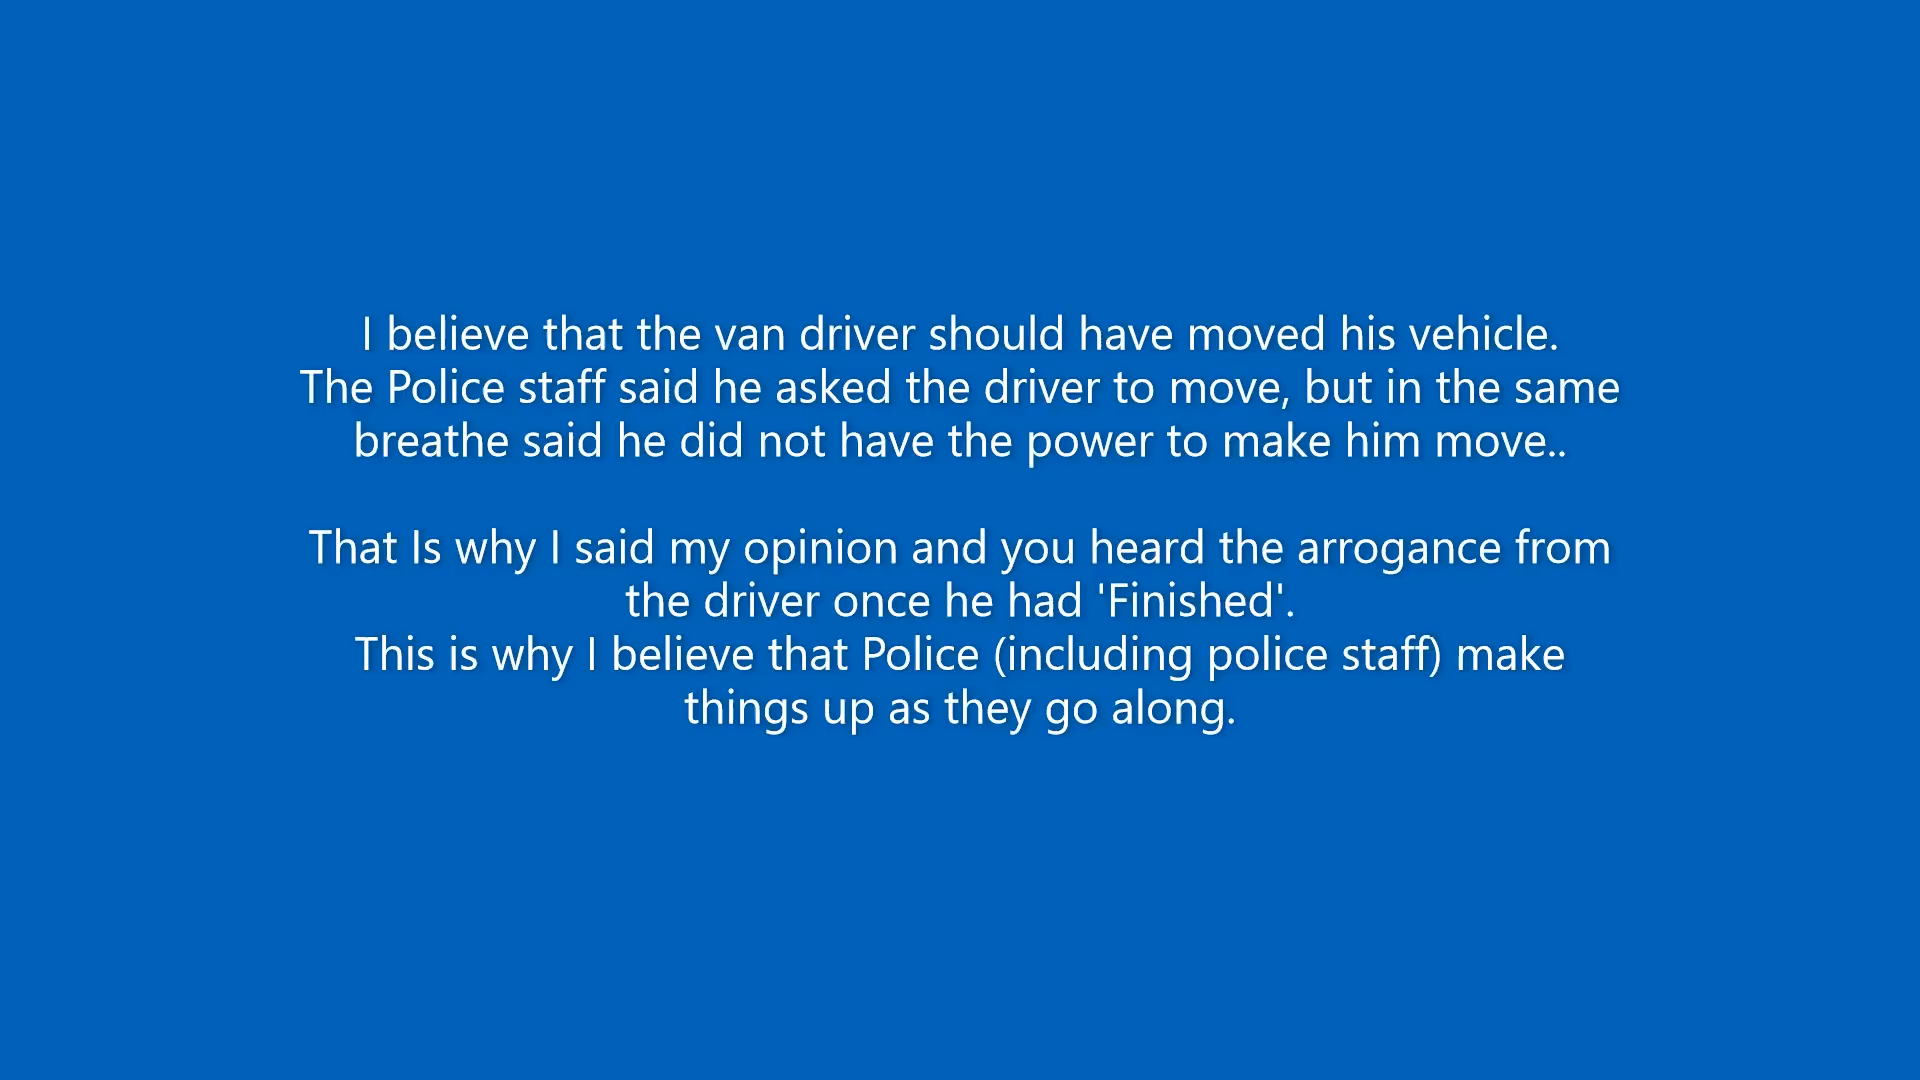 I believe that the van driver should have moved his vehicle.
The Police staff said he asked the driver to move, but in the same
breathe said he did not have the power to make him move..
That Is why I said my opinion and you heard the arrogance from
the driver once he had 'Finished'.
This is why I believe that Police (including police staff) make
things up as they go along.